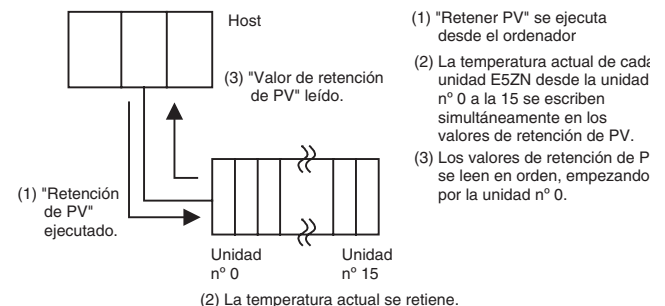 Host
(3) "Valor de retención
de PV" leído.
(1) "Retención
de PV"
ejecutado.
Unidad
nº 0
Unidad
nº 15
(2) La temperatura actual se retiene.
(1) "Retener PV" se ejecuta
desde el ordenador
(2) La temperatura actual de cada
unidad E5ZN desde la unidad
nº 0 a la 15 se escriben
simultáneamente en los
valores de retención de PV.
(3) Los valores de retención de P
se leen en orden, empezando
por la unidad nº 0.